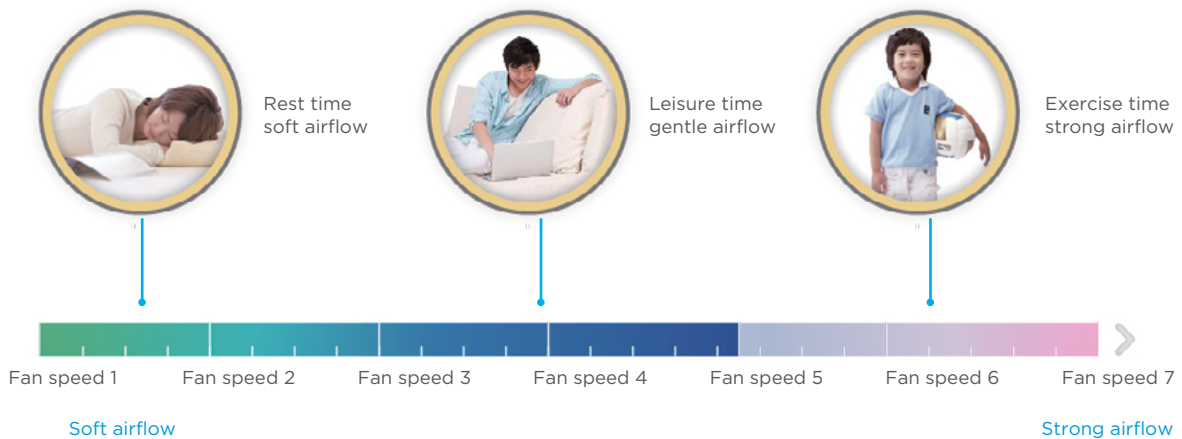 Rest time
soft airflow
Leisure time
gentle airflow
Exercise time
strong airflow
Fan speed 1
Fan speed 2
Fan speed 3
Fan speed 4
Fan speed 5
Fan speed 6
Fan speed 7
Soft airflow
Strong airflow